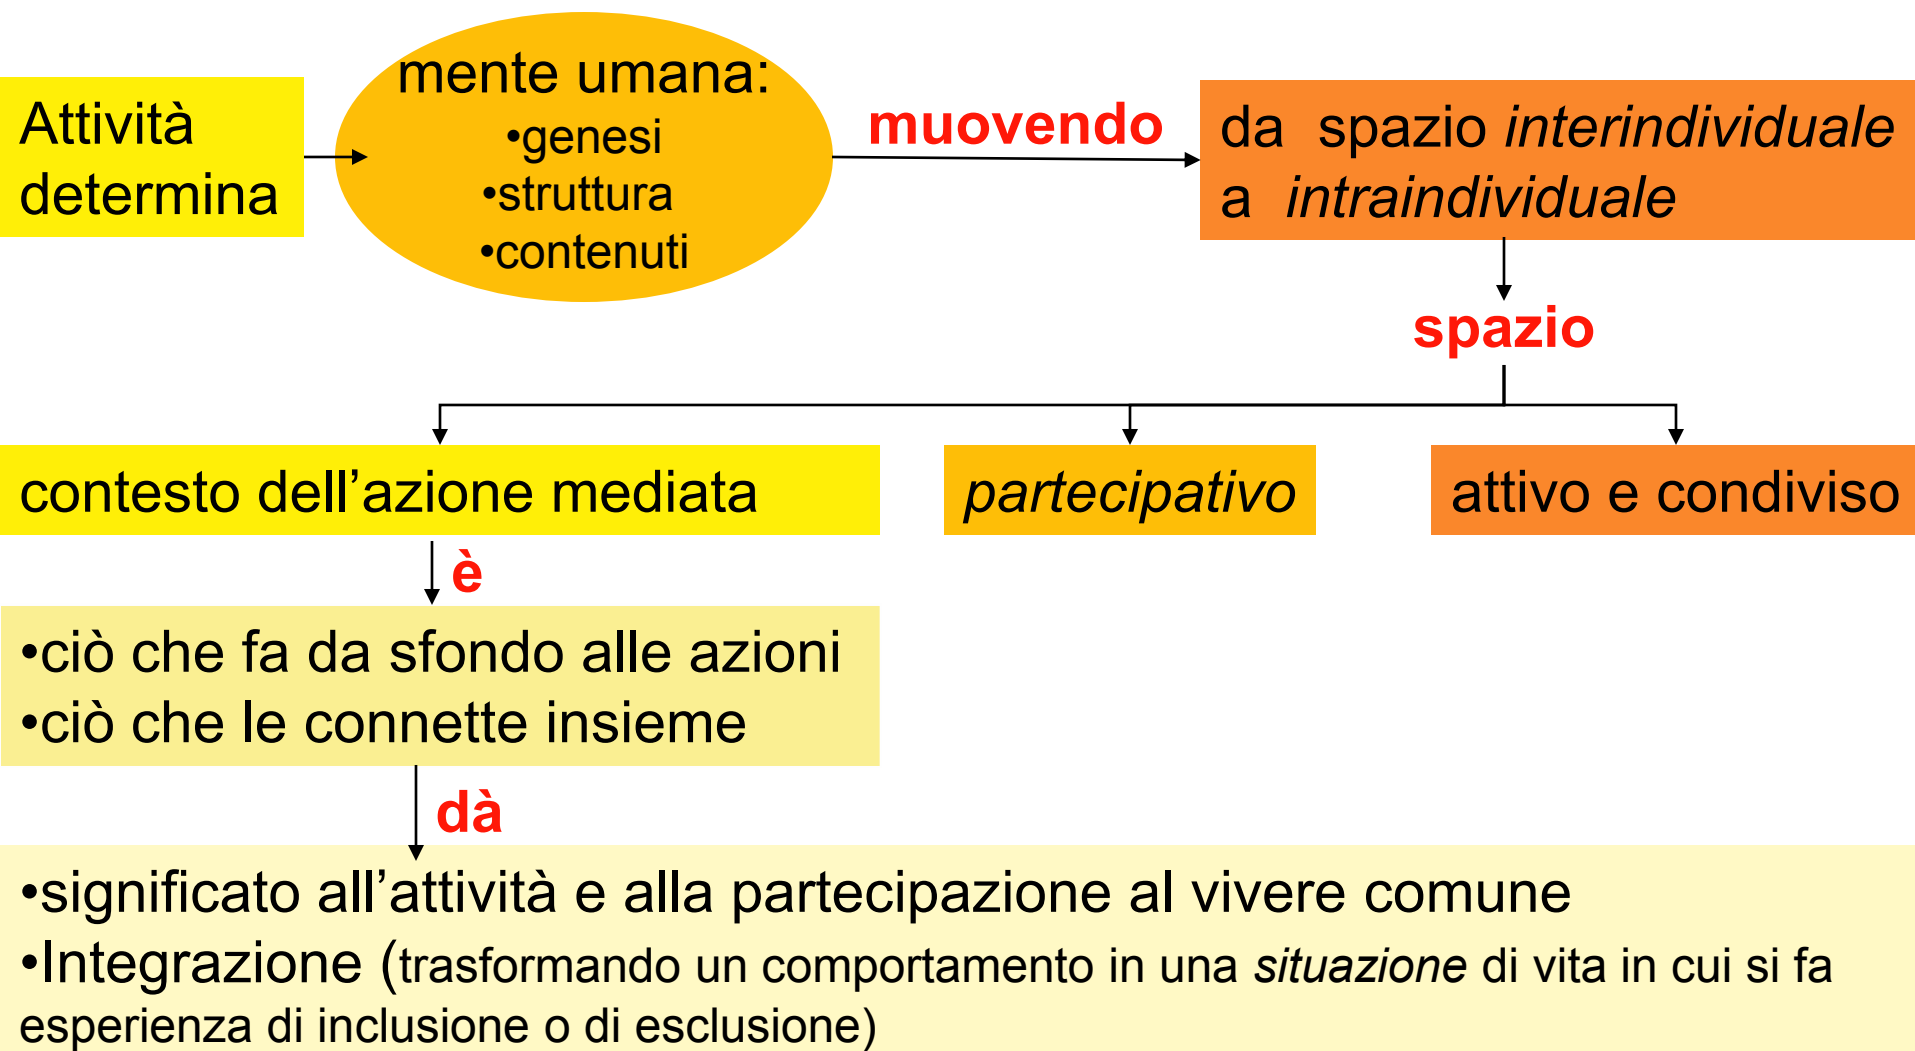 Attività
determina
mente umana:
•genesi
•struttura
•contenuti
muovendo
da spazio interindividuale
a intraindividuale
spazio
contesto dell’azione mediata
partecipativo
attivo e condiviso
è
•ciò che fa da sfondo alle azioni
•ciò che le connette insieme
dà
•significato all’attività e alla partecipazione al vivere comune
•Integrazione (trasformando un comportamento in una situazione di vita in cui si fa
esperienza di inclusione o di esclusione)